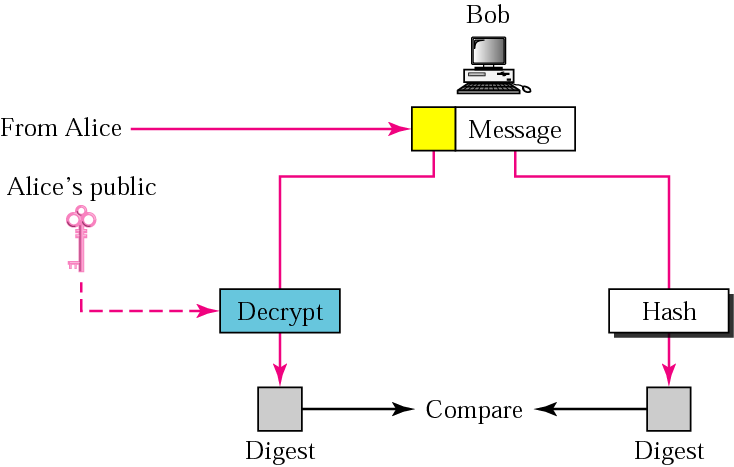 Bob
From Alice
Message
Alice's public
Decrypt
Hash
Compare
Digest
Digest